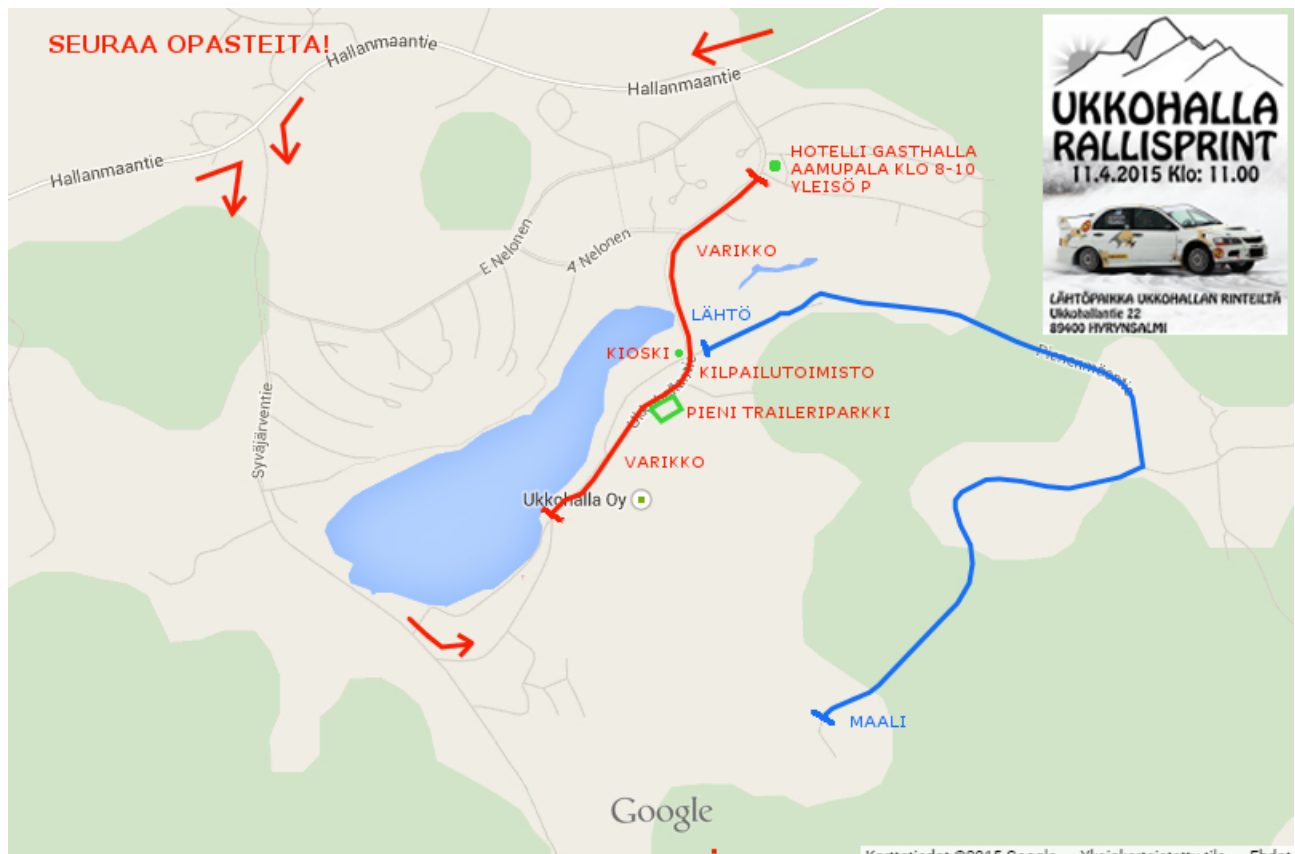 SEURAA OPASTEITA!
Hallanmaantie
Hallanmaantie
Hallanmaantie
UKKOHALLA
RALLISPRINT
11.4.2015 Klo: 11.00
LÄHTÖPAIKKA UKKOHALLAN RINTEILTÄ
Ukkohallantie 22
89400 HYRYNSALMI
HOTELLI GASTHALLA
AAMUPALA KLO 8-10
YLEISÖ P
E Nelonen
A Nelonen
VARIKKO
LÄHTÖ
KIOSKI
KILPAILUTOIMISTO
PIENI TRAILERIPARKKI
Pienenmäentie
Syväjärventie
VARIKKO
Ukkohalla Oy
MAALI
Google